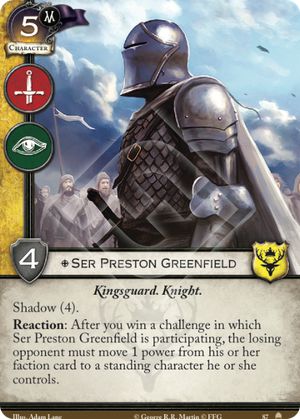 5
CHARACTER
4
SER PRESTON GREENFIELD
Kingsguard. Knight.
Shadow (4).
Reaction: After you win a challenge in which
Ser Preston Greenfield is participating, the losing
opponent must move 1 power from his or her
faction card to a standing character he or she
controls.
Illus. Adam Lane © George R.R. Martin © FFG 87